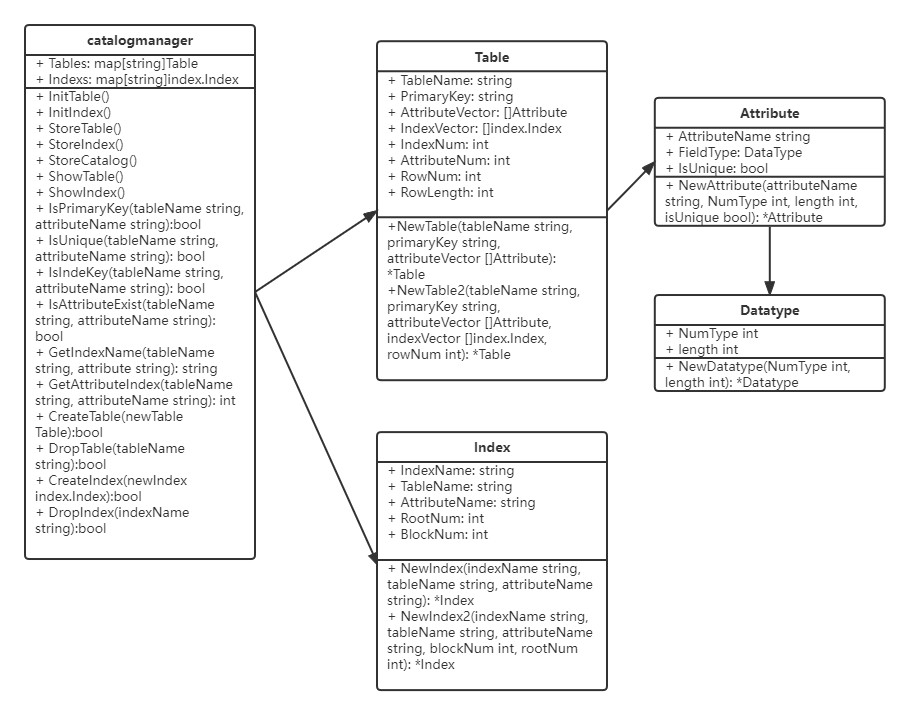 catalogmanager
+ Tables: map[string]Table
+ Indexs: map[string]index.Index
+ InitTable()
+ InitIndex()
+ StoreTable()
+ StoreIndex()
+ StoreCatalog()
+ ShowTable()
+ ShowIndex()
+ IsPrimaryKey(tableName string,
attributeName string):bool
+ IsUnique(tableName string,
attributeName string): bool
+ IsIndeKey(tableName string,
attributeName string): bool
+ IsAttributeExist(tableName
string, attributeName string):
bool
+ GetIndexName(tableName
string, attribute string): string
+ GetAttributeIndex(tableName
string, attributeName string): int
+ CreateTable(newTable
Table):bool
+ DropTable(tableName
string):bool
+ CreateIndex(newIndex
index.Index):bool
+ DropIndex(indexName
string):bool
Table
+ TableName: string
+ PrimaryKey: string
+ AttributeVector: []Attribute
+ IndexVector: []index.Index
+ IndexNum: int
+ AttributeNum: int
+ RowNum: int
+ RowLength: int
+NewTable(tableName string,
primaryKey string,
attributeVector []Attribute):
*Table
+NewTable2(tableName string,
primaryKey string,
attributeVector []Attribute,
indexVector []index.Index,
rowNum int): *Table
Attribute
+ AttributeName string
+ FieldType: DataType
+ IsUnique: bool
+ NewAttribute(attributeName
string, NumType int, length int,
isUnique bool): *Attribute
Datatype
+ NumType int
+ length int
+ NewDatatype(NumType int,
length int): *Datatype
Index
+ IndexName: string
+ TableName: string
+ AttributeName: string
+ RootNum: int
+ BlockNum: int
+ NewIndex(indexName string,
tableName string, attributeName
string): *Index
+ NewIndex2(indexName string,
tableName string, attributeName
string, blockNum int, rootNum
int): *Index